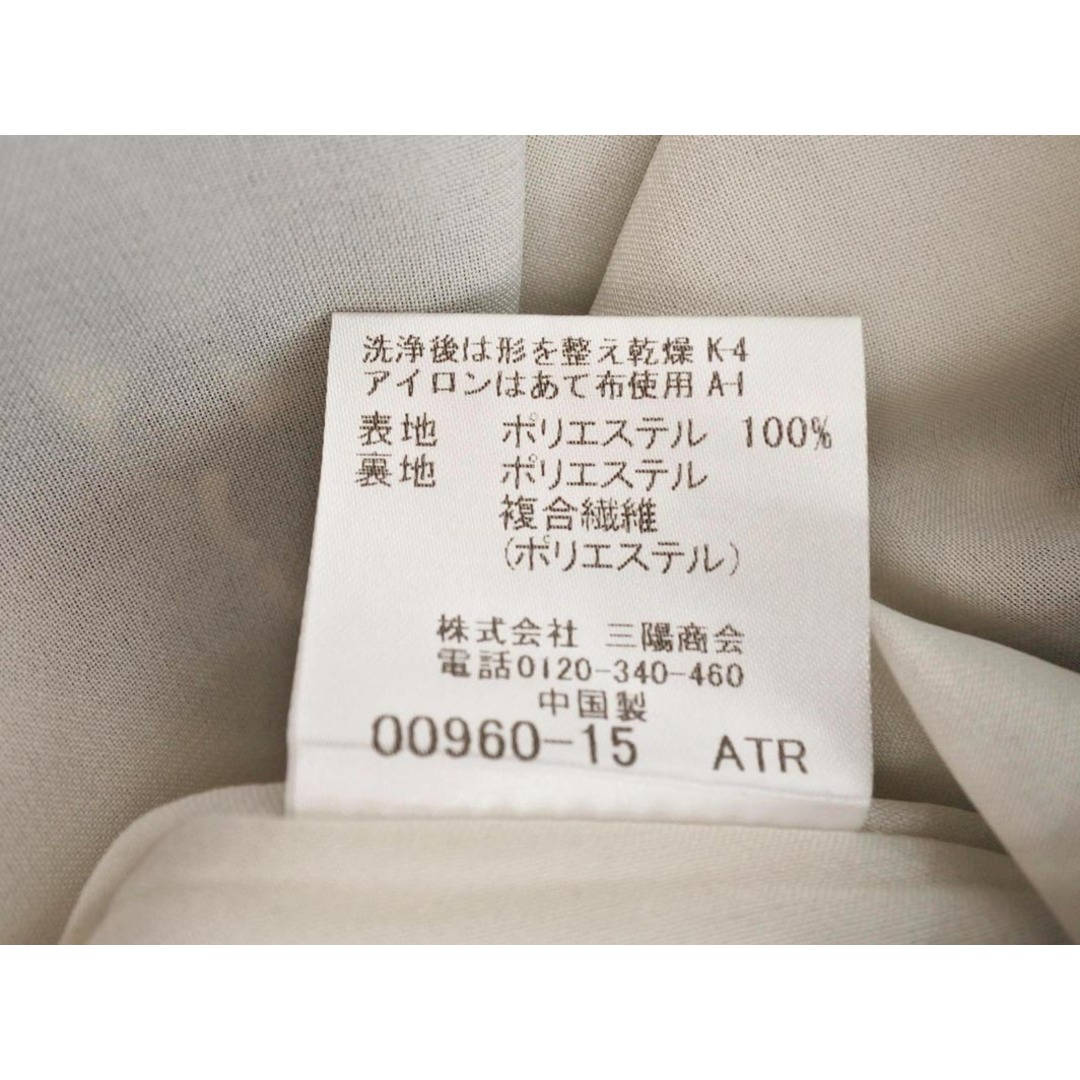 洗浄後は形を整え乾燥 K-4
アイロンはあて布使用 A-1
表地 ポリエステル 100%
裏地 ポリエステル
複合繊維
(ポリエステル)
株式会社 三陽商会
電話0120-340-460
中国製
00960-15 ATR